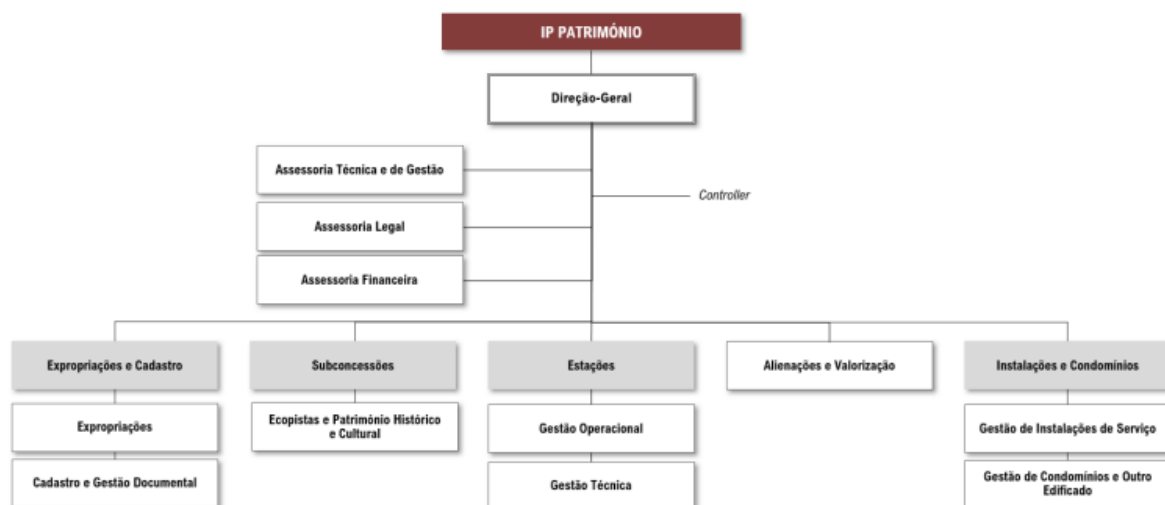 IP PATRIMÓNIO
Direção-Geral
Assessoria Técnica e de Gestão
Controller
Assessoria Legal
Assessoria Financeira
Expropriações e Cadastro
Subconcessões
Estações
Alienações e Valorização
Instalações e Condomínios
Expropriações
Ecopistas e Património Histórico
e Cultural
Gestão Operacional
Gestão de Instalações de Serviço
Cadastro e Gestão Documental
Gestão Técnica
Gestão de Condomínios e Outro
Edificado